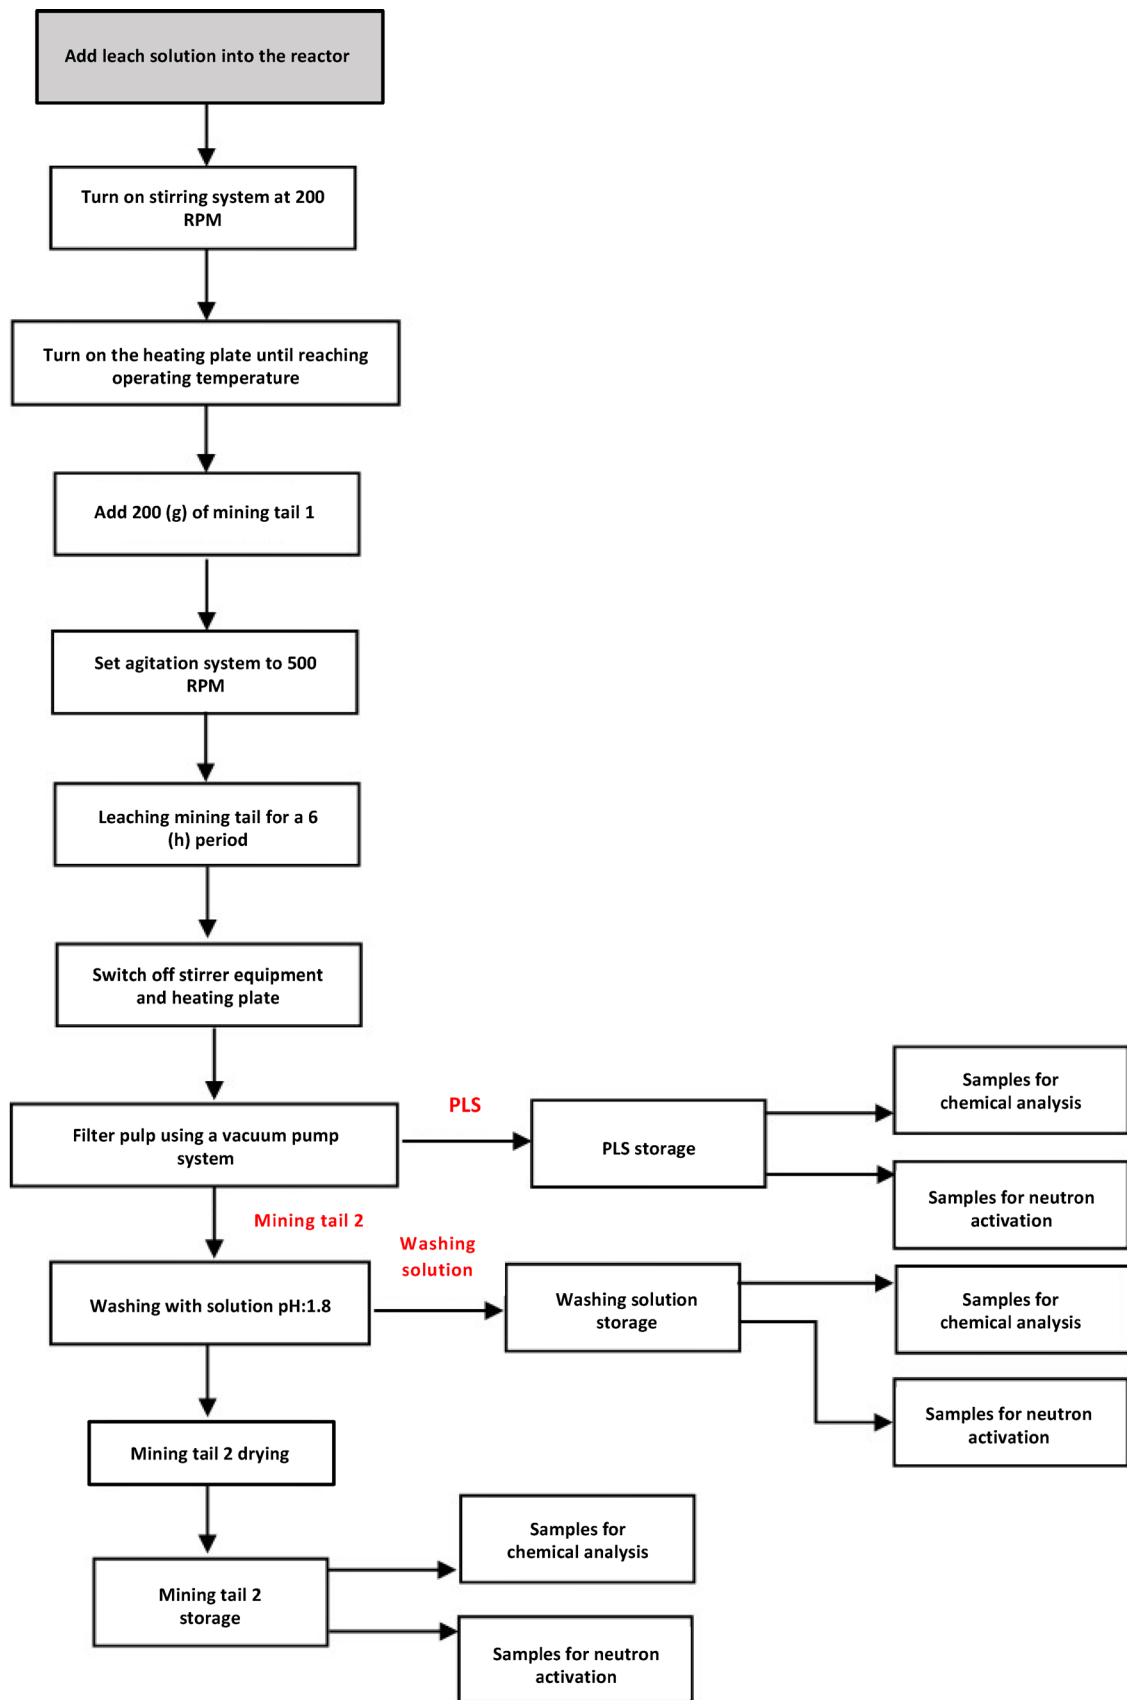 Add leach solution into the reactor
Turn on stirring system at 200
RPM
Turn on the heating plate until reaching
operating temperature
Add 200 (g) of mining tail 1
Set agitation system to 500
RPM
Leaching mining tail for a 6
(h) period
Switch off stirrer equipment
and heating plate
Filter pulp using a vacuum pump
system
PLS
PLS storage
Samples for
chemical analysis
Samples for neutron
activation
Mining tail 2
Washing with solution pH:1.8
Washing
solution
Washing solution
storage
Samples for
chemical analysis
Samples for neutron
activation
Mining tail 2 drying
Mining tail 2
storage
Samples for
chemical analysis
Samples for neutron
activation